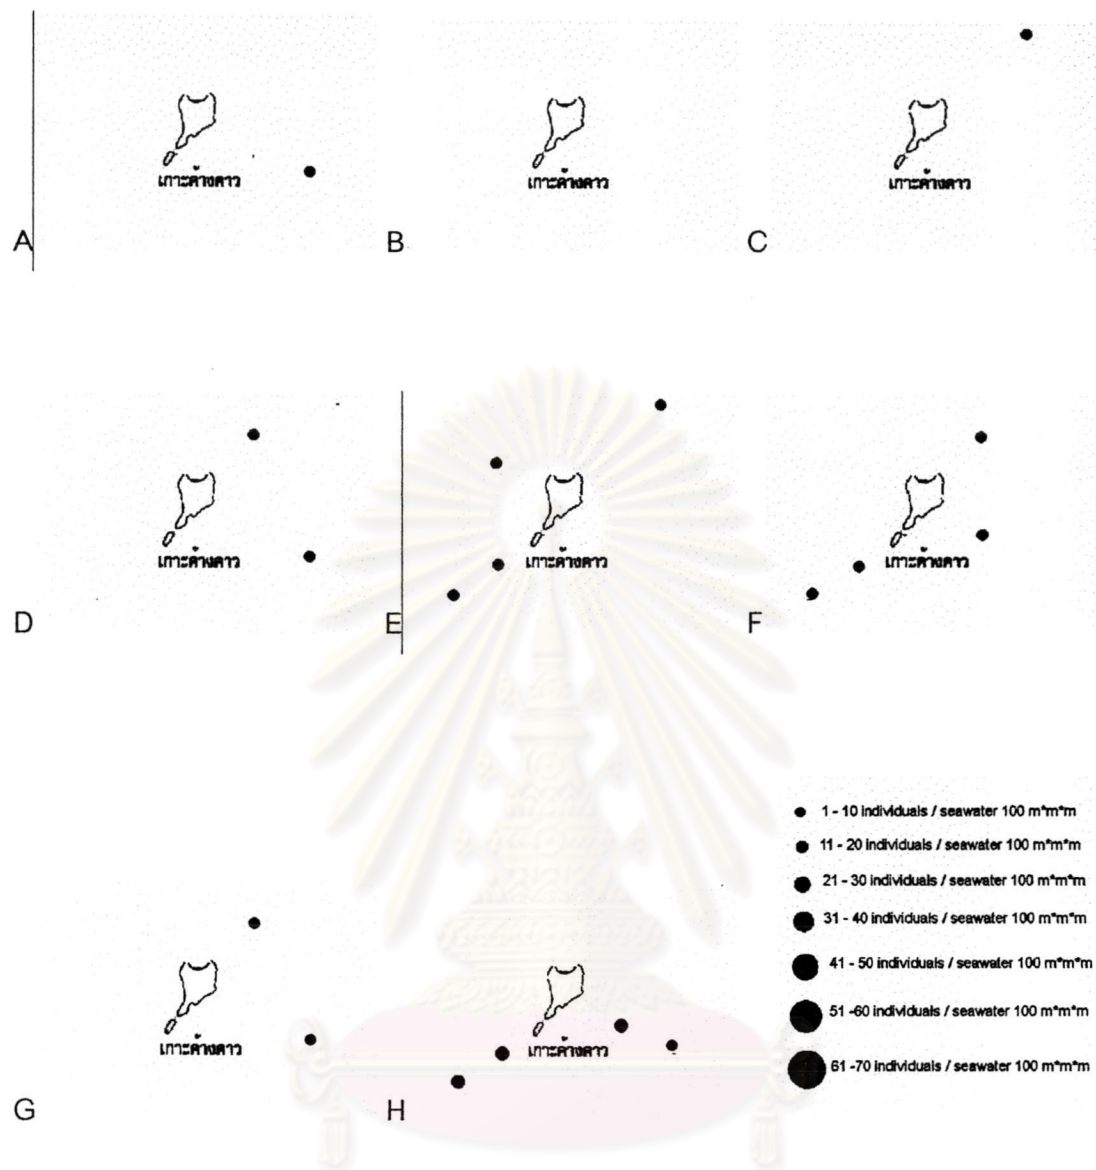 เกาะค้างคาว
เกาะค้างคาว
เกาะค้างคาว
A
B
C
เกาะค้างคาว
เกาะค้างคาว
เกาะค้างคาว
D
E
F
1 - 10 individuals / seawater 100 m*m*m
11 - 20 individuals / seawater 100 m*m*m
21 - 30 individuals / seawater 100 m*m*m
31 - 40 individuals / seawater 100 m*m*m
41 - 50 individuals / seawater 100 m*m*m
51 -60 individuals / seawater 100 m*m*m
61 -70 individuals / seawater 100 m*m*m
เกาะค้างคาว
เกาะค้างคาว
G
H